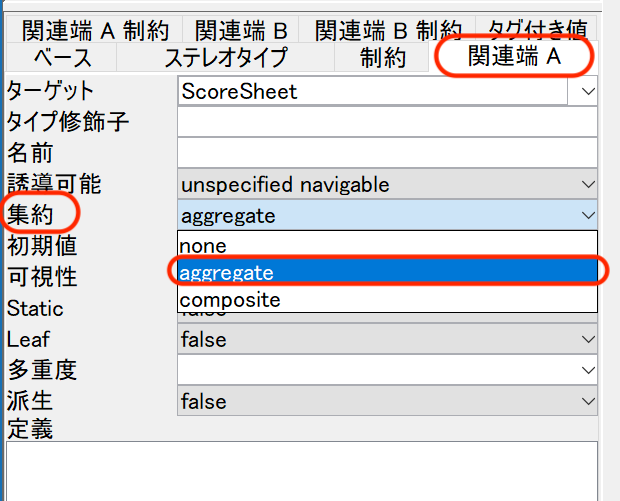 関連端 A 制約 関連端 B 関連端 B 制約 タグ付き値
ベース ステレオタイプ 制約 関連端 A
ターゲット ScoreSheet
タイプ修飾子
名前
誘導可能 unspecified navigable
集約 aggregate
初期値 none
可視性 aggregate
composite
Static false
Leaf false
多重度
派生 false
定義